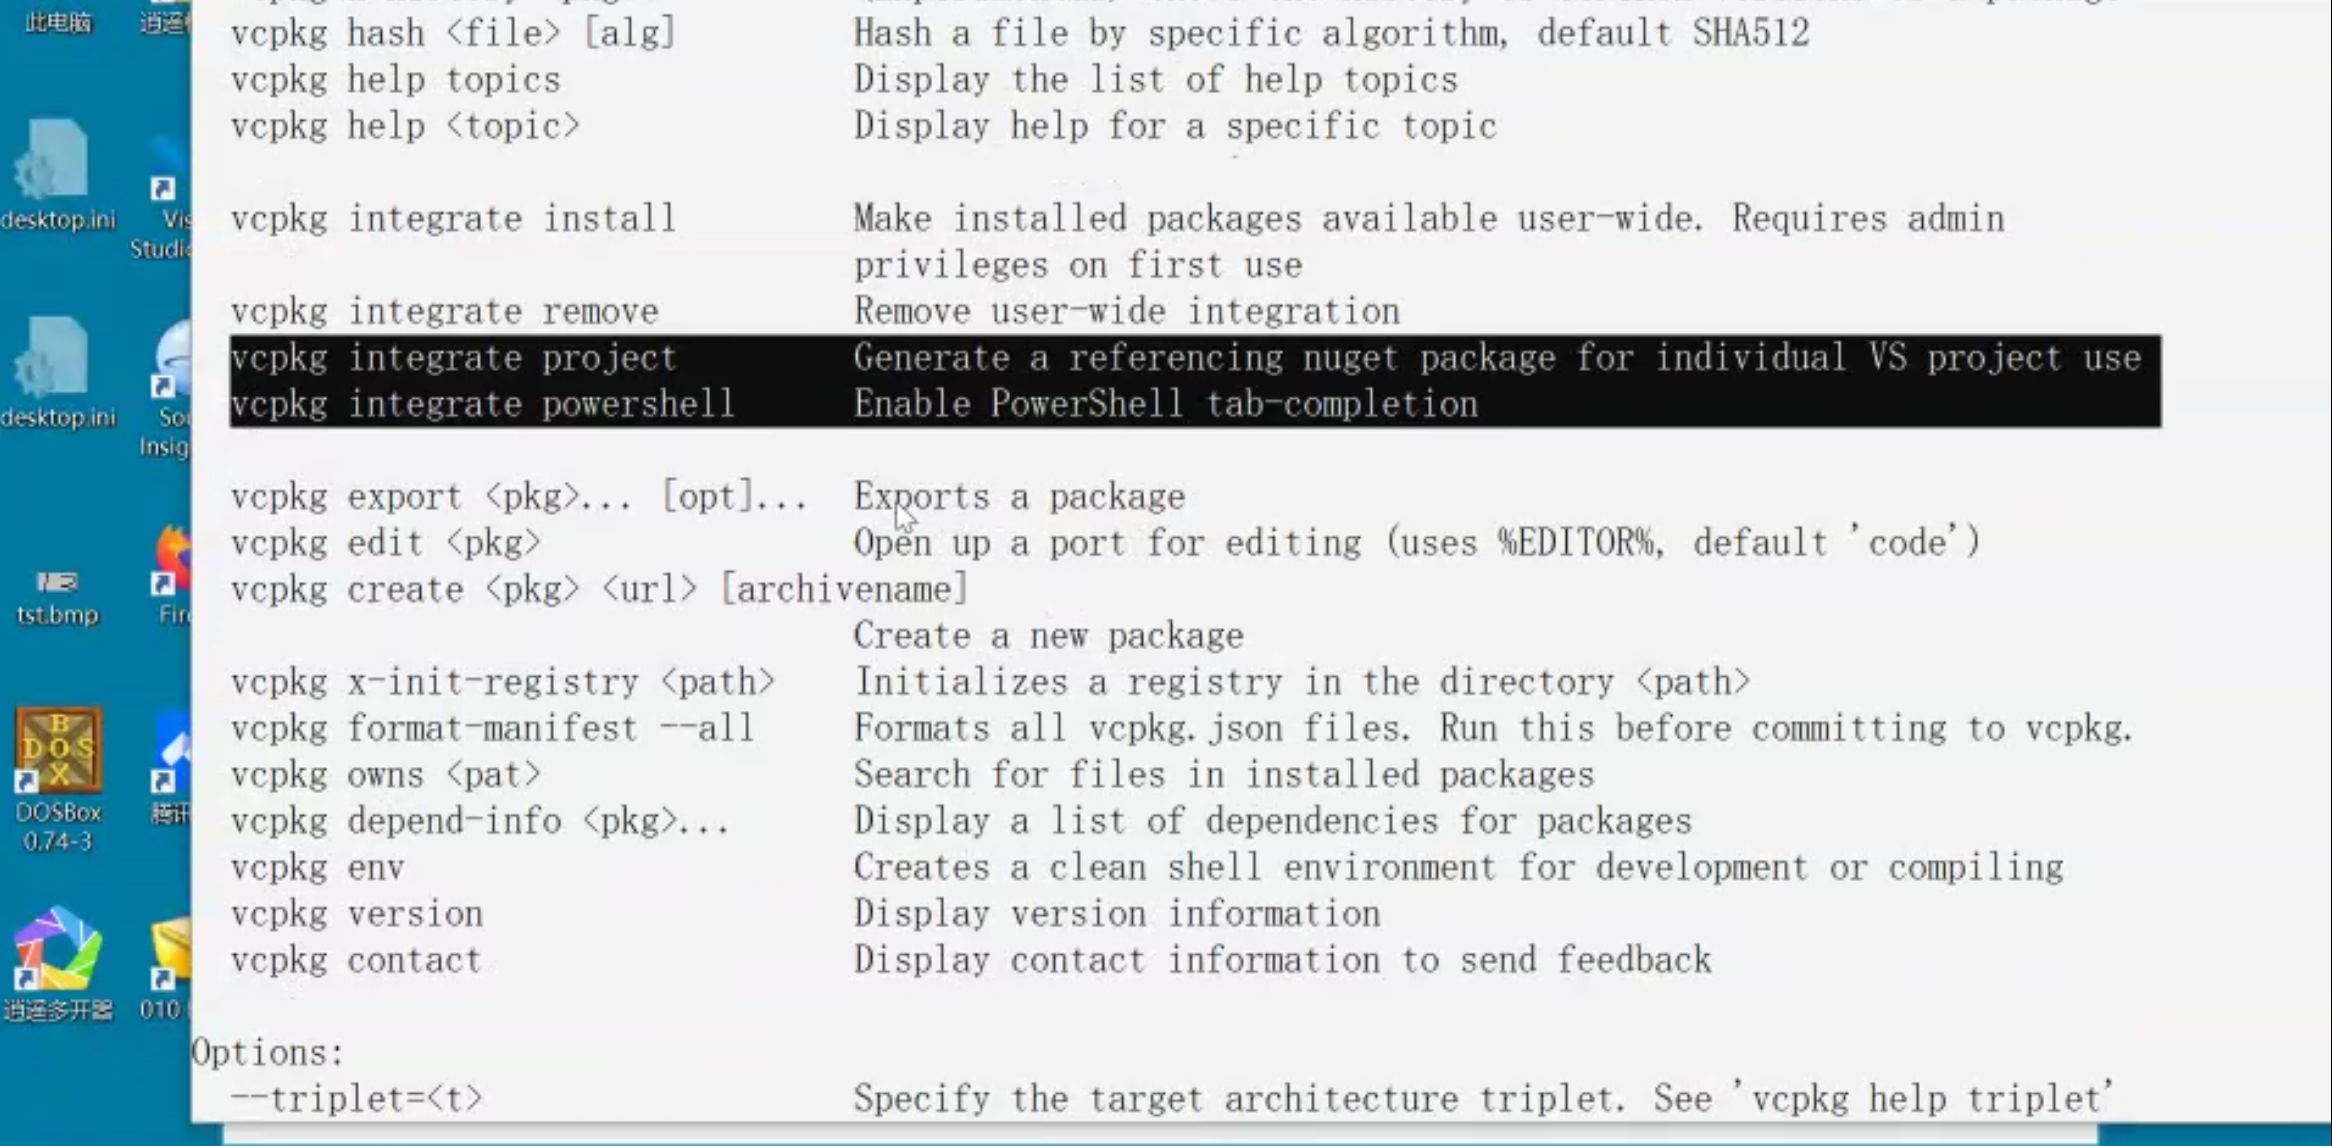 此电脑
desktop.ini
Studi
desktop.ini
Insig
tst.bmp
DOSBox
0.74-3
逍遥多开器
010
vcpkg hash <file> [alg] Hash a file by specific algorithm, default SHA512
vcpkg help topics Display the list of help topics
vcpkg help <topic> Display help for a specific topic
vcpkg integrate install Make installed packages available user-wide. Requires admin
privileges on first use
vcpkg integrate remove Remove user-wide integration
vcpkg integrate project Generate a referencing nuget package for individual VS project use
vcpkg integrate powershell Enable PowerShell tab-completion
vcpkg export <pkg>... [opt]... Exports a package
vcpkg edit <pkg> Open up a port for editing (uses %EDITOR%, default 'code')
vcpkg create <pkg> <url> [archivename]
Create a new package
vcpkg x-init-registry <path> Initializes a registry in the directory <path>
vcpkg format-manifest --all Formats all vcpkg.json files. Run this before committing to vcpkg.
vcpkg owns <pat> Search for files in installed packages
vcpkg depend-info <pkg>... Display a list of dependencies for packages
vcpkg env Creates a clean shell environment for development or compiling
vcpkg version Display version information
vcpkg contact Display contact information to send feedback
Options:
--triplet=<t> Specify the target architecture triplet. See 'vcpkg help triplet'